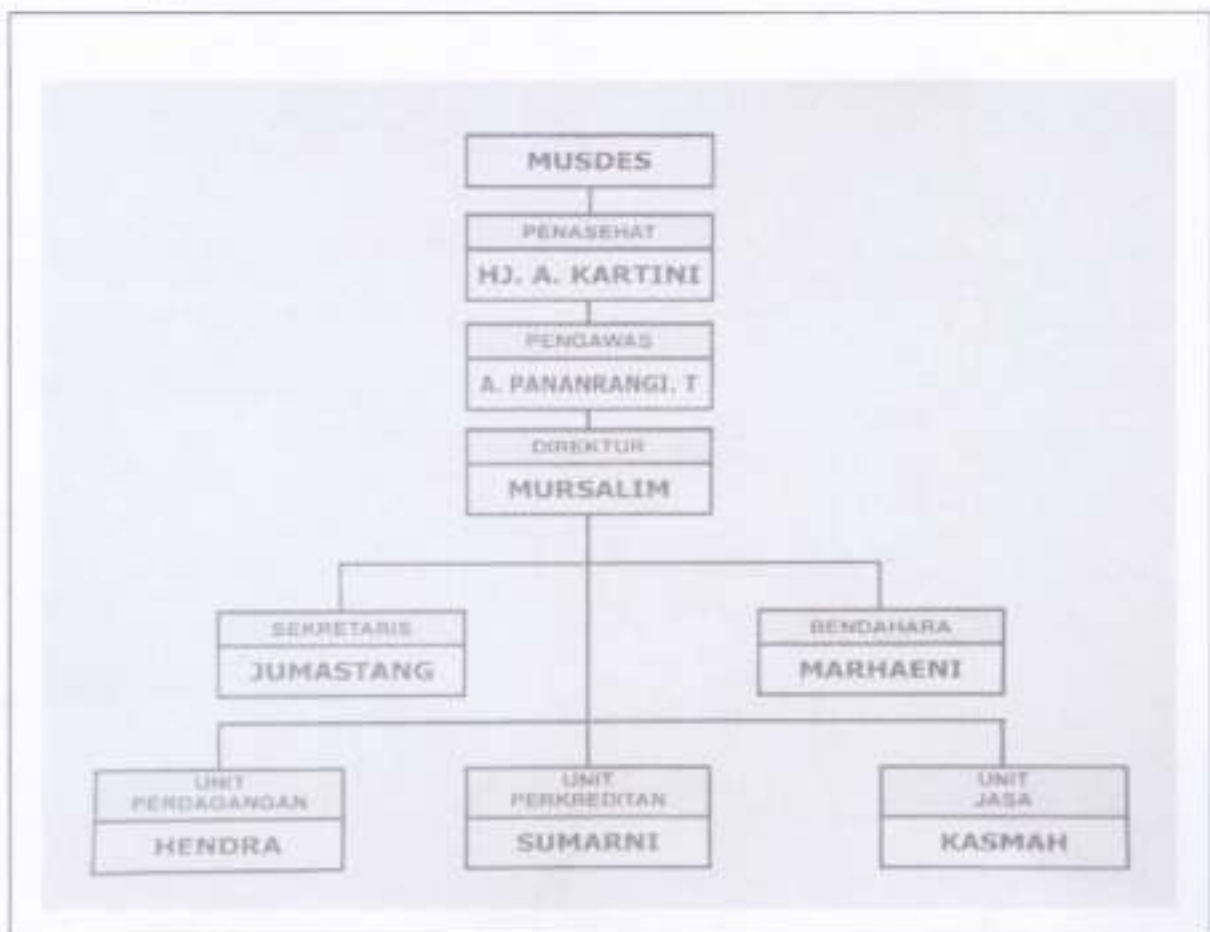 MUSDES
PENASEHAT
HJ. A. KARTINI
PENGAWAS
A. PANANRANGI. T
DIREKTUR
MURSALIM
SEKRETARIS
JUMASTANG
BENDAHARA
MARHAENI
UNIT
PERDAGANGAN
HENDRA
UNIT
PERKREDITAN
SUMARNI
UNIT
JASA
KASMAH